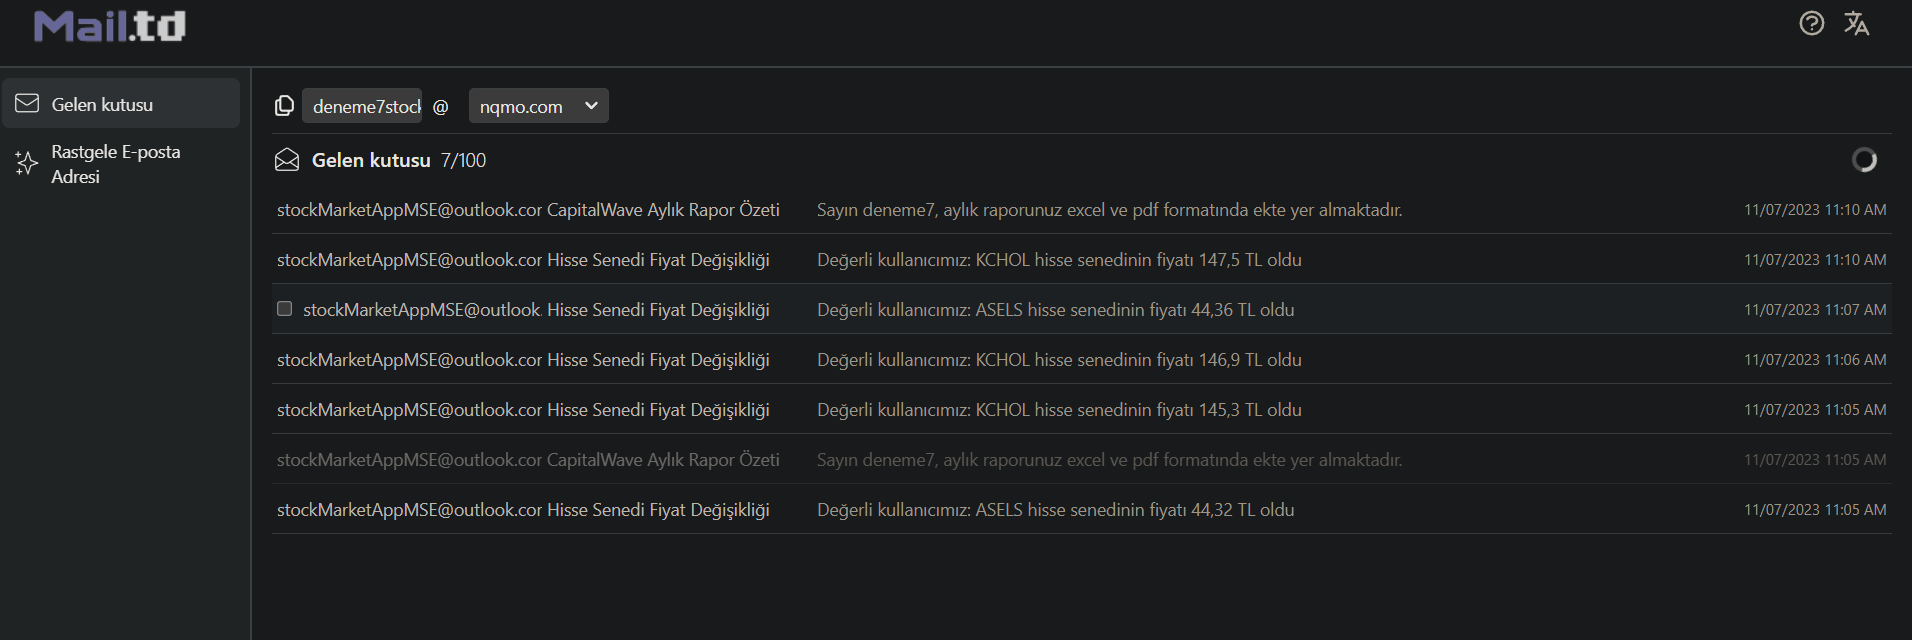 Mail.td
Gelen kutusu
Rastgele E-posta
Adresi
deneme7stock @ nqmo.com
Gelen kutusu 7/100
stockMarketAppMSE@outlook.cor CapitalWave Aylık Rapor Özeti Sayın deneme7, aylık raporunuz excel ve pdf formatında ekte yer almaktadır. 11/07/2023 11:10 AM
stockMarketAppMSE@outlook.cor Hisse Senedi Fiyat Değişikliği Değerli kullanıcımız: KCHOL hisse senedinin fiyatı 147,5 TL oldu 11/07/2023 11:10 AM
stockMarketAppMSE@outlook. Hisse Senedi Fiyat Değişikliği Değerli kullanıcımız: ASELS hisse senedinin fiyatı 44,36 TL oldu 11/07/2023 11:07 AM
stockMarketAppMSE@outlook.cor Hisse Senedi Fiyat Değişikliği Değerli kullanıcımız: KCHOL hisse senedinin fiyatı 146,9 TL oldu 11/07/2023 11:06 AM
stockMarketAppMSE@outlook.cor Hisse Senedi Fiyat Değişikliği Değerli kullanıcımız: KCHOL hisse senedinin fiyatı 145,3 TL oldu 11/07/2023 11:05 AM
stockMarketAppMSE@outlook.cor CapitalWave Aylık Rapor Özeti Sayın deneme7, aylık raporunuz excel ve pdf formatında ekte yer almaktadır. 11/07/2023 11:05 AM
stockMarketAppMSE@outlook.cor Hisse Senedi Fiyat Değişikliği Değerli kullanıcımız: ASELS hisse senedinin fiyatı 44,32 TL oldu 11/07/2023 11:05 AM